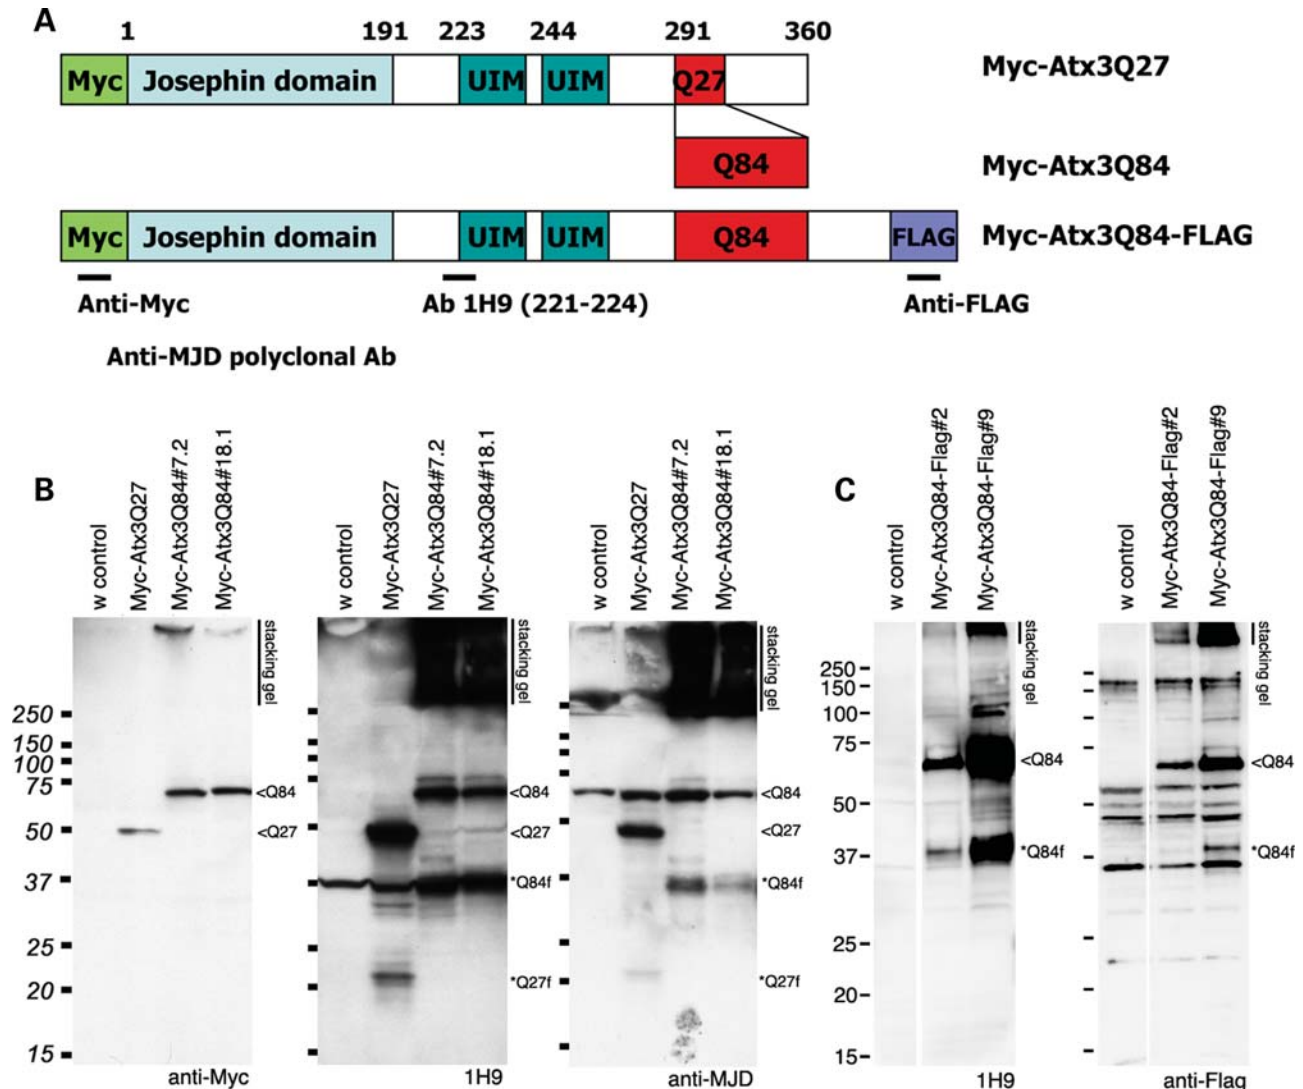 A
1 191 223 244 291 360
Myc Josephin domain UIM UIM Q27 Myc-Atx3Q27
Q84 Myc-Atx3Q84
Myc Josephin domain UIM UIM Q84 FLAG Myc-Atx3Q84-FLAG
Anti-Myc Ab 1H9 (221-224) Anti-FLAG
Anti-MJD polyclonal Ab
B
w control
Myc-Atx3Q27
Myc-Atx3Q84#7.2
Myc-Atx3Q84#18.1
stacking gel
250
150
100
75
50
37
25
20
15
<Q84
<Q27
anti-Myc
w control
Myc-Atx3Q27
Myc-Atx3Q84#7.2
Myc-Atx3Q84#18.1
stacking gel
<Q84
<Q27
*Q84f
*Q27f
1H9
w control
Myc-Atx3Q27
Myc-Atx3Q84#7.2
Myc-Atx3Q84#18.1
stacking gel
<Q84
<Q27
*Q84f
*Q27f
anti-MJD
C
w control
Myc-Atx3Q84-Flag#2
Myc-Atx3Q84-Flag#9
stacking gel
250
150
100
75
50
37
25
20
15
<Q84
*Q84f
1H9
w control
Myc-Atx3Q84-Flag#2
Myc-Atx3Q84-Flag#9
stacking gel
<Q84
*Q84f
anti-Flag